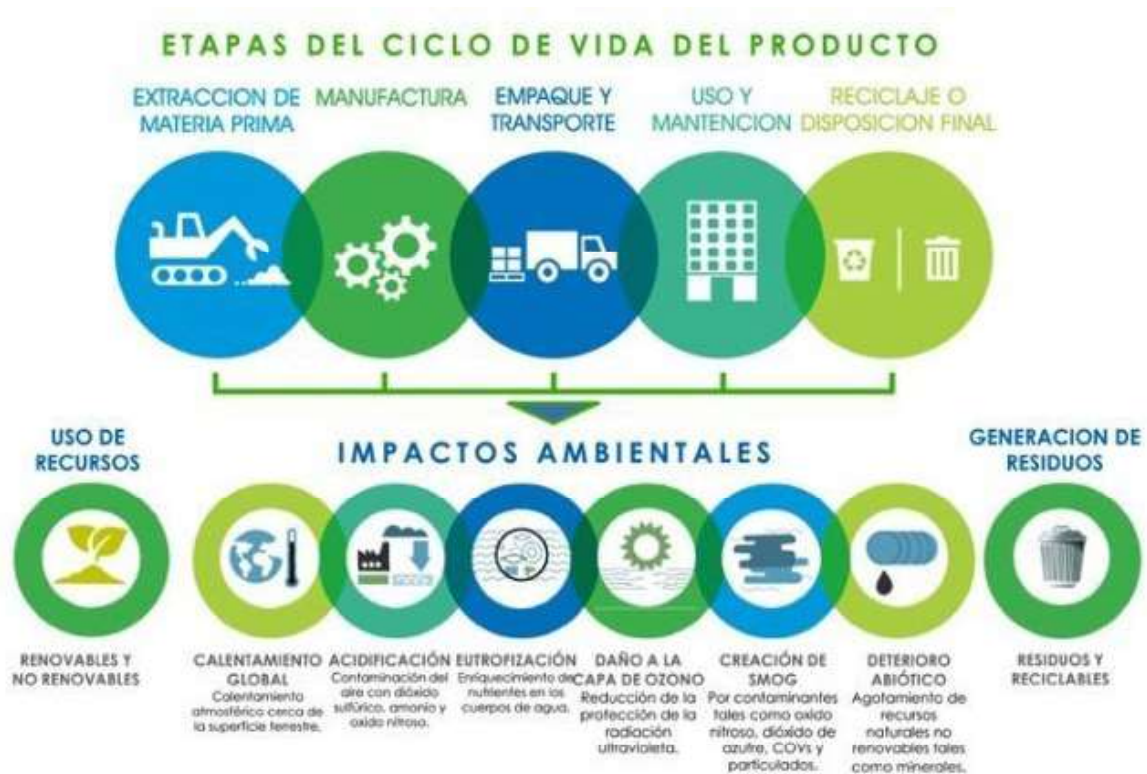 ETAPAS DEL CICLO DE VIDA DEL PRODUCTO
EXTRACCION DE
MATERIA PRIMA
MANUFACTURA
EMPAQUE Y
TRANSPORTE
USO Y
MANTENCION
RECICLAJE O
DISPOSICION FINAL
USO DE
RECURSOS
IMPACTOS AMBIENTALES
GENERACION DE
RESIDUOS
RENOVABLES Y
NO RENOVABLES
CALENTAMIENTO
GLOBAL
Calentamiento
atmosférico cerca de
la superficie terrestre.
ACIDIFICACIÓN
Contaminación del
aire con dióxido
sulfúrico, amonio y
oxido nitroso.
EUTROFIZACIÓN
Enriquecimiento de
nutrientes en los
cuerpos de agua.
DAÑO A LA
CAPA DE OZONO
Reducción de la
protección de la
radiación
ultravioleta.
CREACIÓN DE
SMOG
Por contaminantes
tales como oxido
nitroso, dióxido de
azufre, COVs y
particulados.
DETERIORO
ABIÓTICO
Agotamiento de
recursos
naturales no
renovables tales
como minerales.
RESIDUOS Y
RECICLABLES